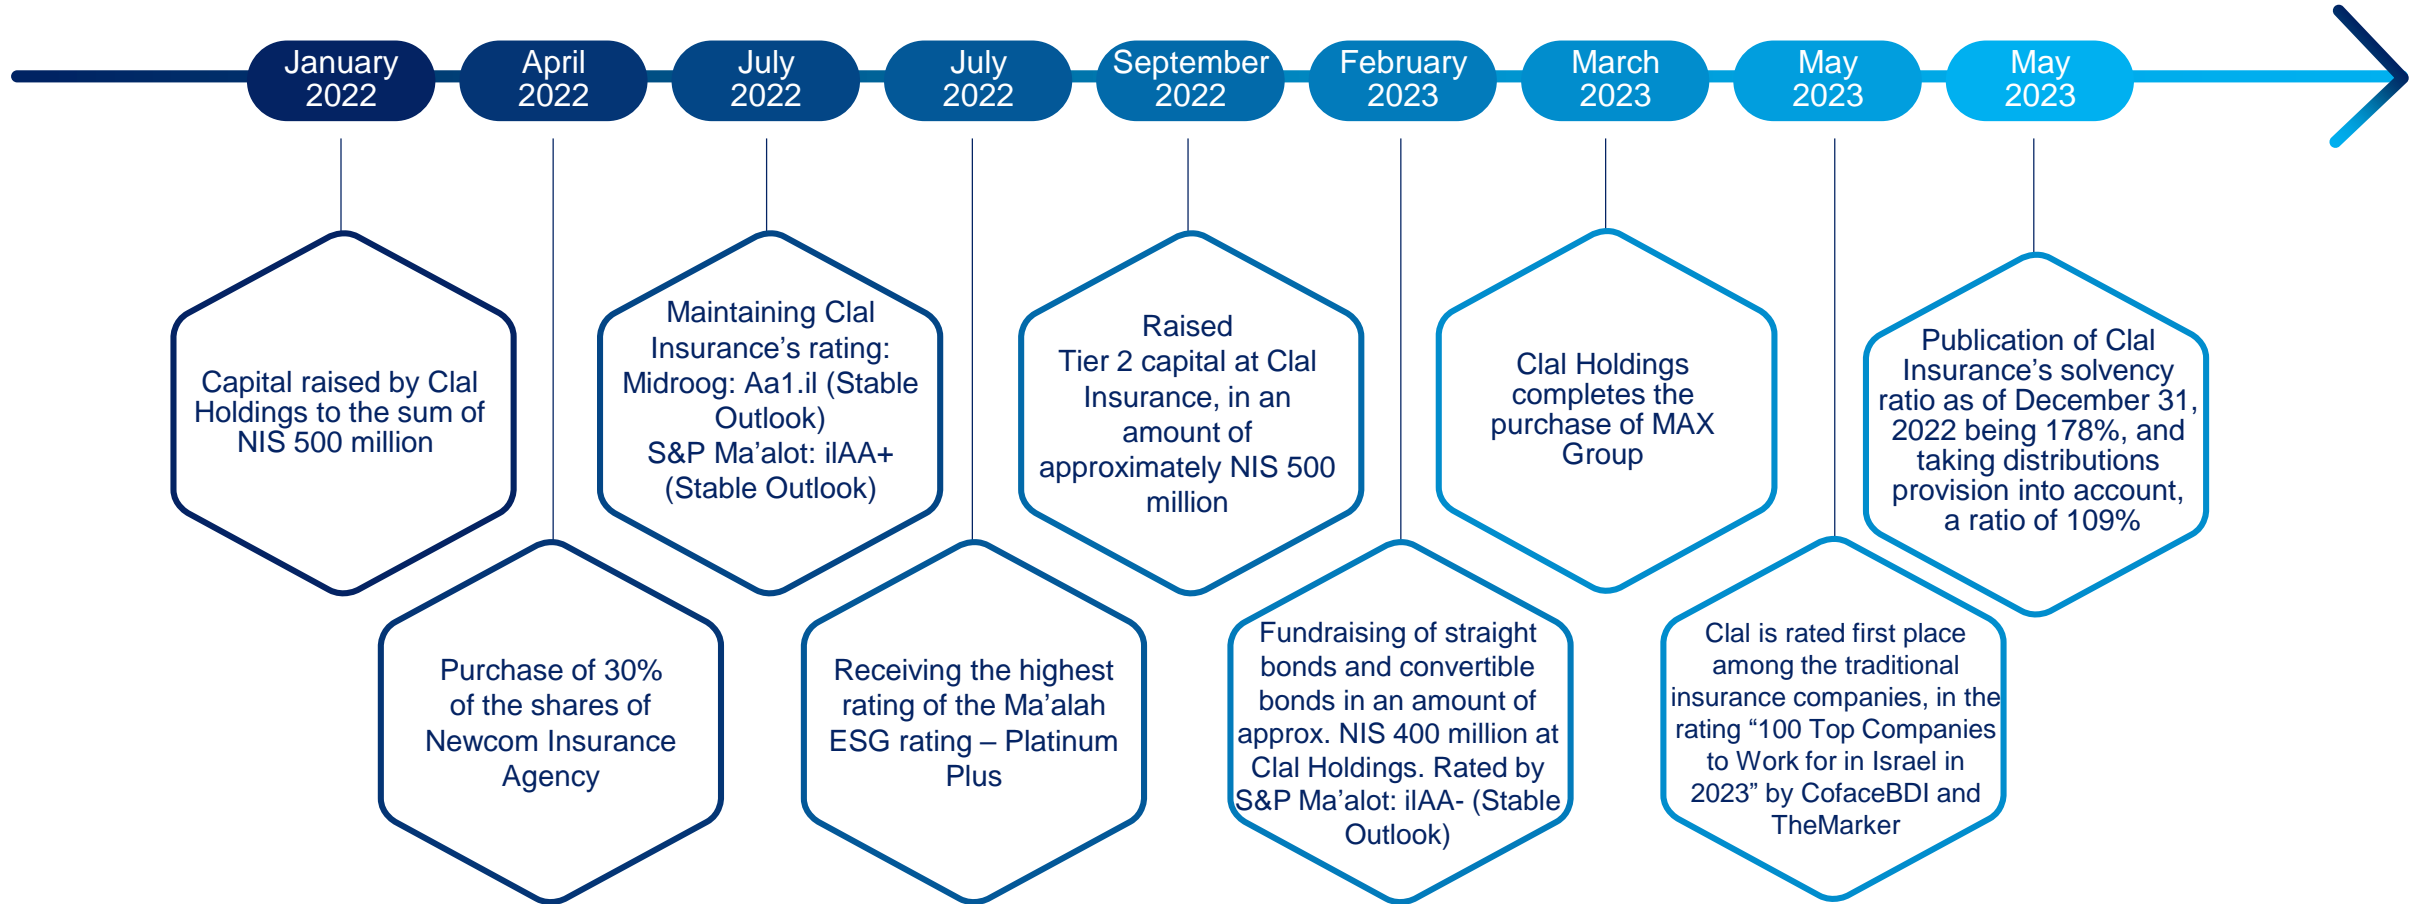 January
2022
April
2022
July
2022
July
2022
September
2022
February
2023
March
2023
May
2023
May
2023
Capital raised by Clal
Holdings to the sum of
NIS 500 million
Purchase of 30%
of the shares of
Newcom Insurance
Agency
Maintaining Clal
Insurance’s rating:
Midroog: Aa1.il (Stable
Outlook)
S&P Ma’alot: ilAA+
(Stable Outlook)
Receiving the highest
rating of the Ma’alah
ESG rating – Platinum
Plus
Raised
Tier 2 capital at Clal
Insurance, in an
amount of
approximately NIS 500
million
Fundraising of straight
bonds and convertible
bonds in an amount of
approx. NIS 400 million at
Clal Holdings. Rated by
S&P Ma’alot: ilAA- (Stable
Outlook)
Clal Holdings
completes the
purchase of MAX
Group
Clal is rated first place
among the traditional
insurance companies, in the
rating “100 Top Companies
to Work for in Israel in
2023” by CofaceBDI and
TheMarker
Publication of Clal
Insurance’s solvency
ratio as of December 31,
2022 being 178%, and
taking distributions
provision into account,
a ratio of 109%